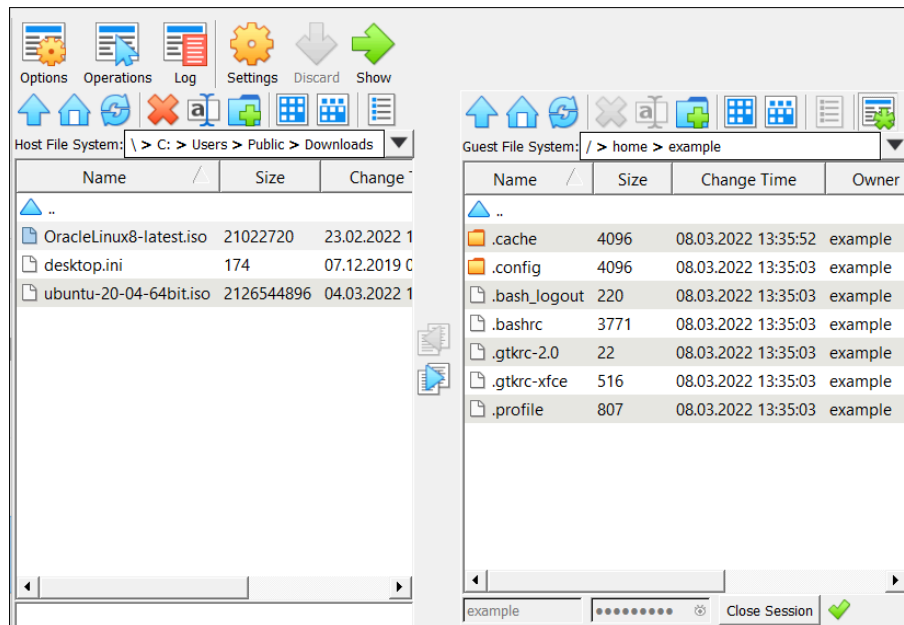 Options Operations Log Settings Discard Show
Host File System: \ > C: > Users > Public > Downloads
Name Size Change T
..
OracleLinux8-latest.iso 21022720 23.02.2022 1
desktop.ini 174 07.12.2019 0
ubuntu-20-04-64bit.iso 2126544896 04.03.2022 1
Guest File System: / > home > example
Name Size Change Time Owner
..
.cache 4096 08.03.2022 13:35:52 example
.config 4096 08.03.2022 13:35:03 example
.bash_logout 220 08.03.2022 13:35:03 example
.bashrc 3771 08.03.2022 13:35:03 example
.gtkrc-2.0 22 08.03.2022 13:35:03 example
.gtkrc-xfce 516 08.03.2022 13:35:03 example
.profile 807 08.03.2022 13:35:03 example
example ●●●●●●●●● Close Session